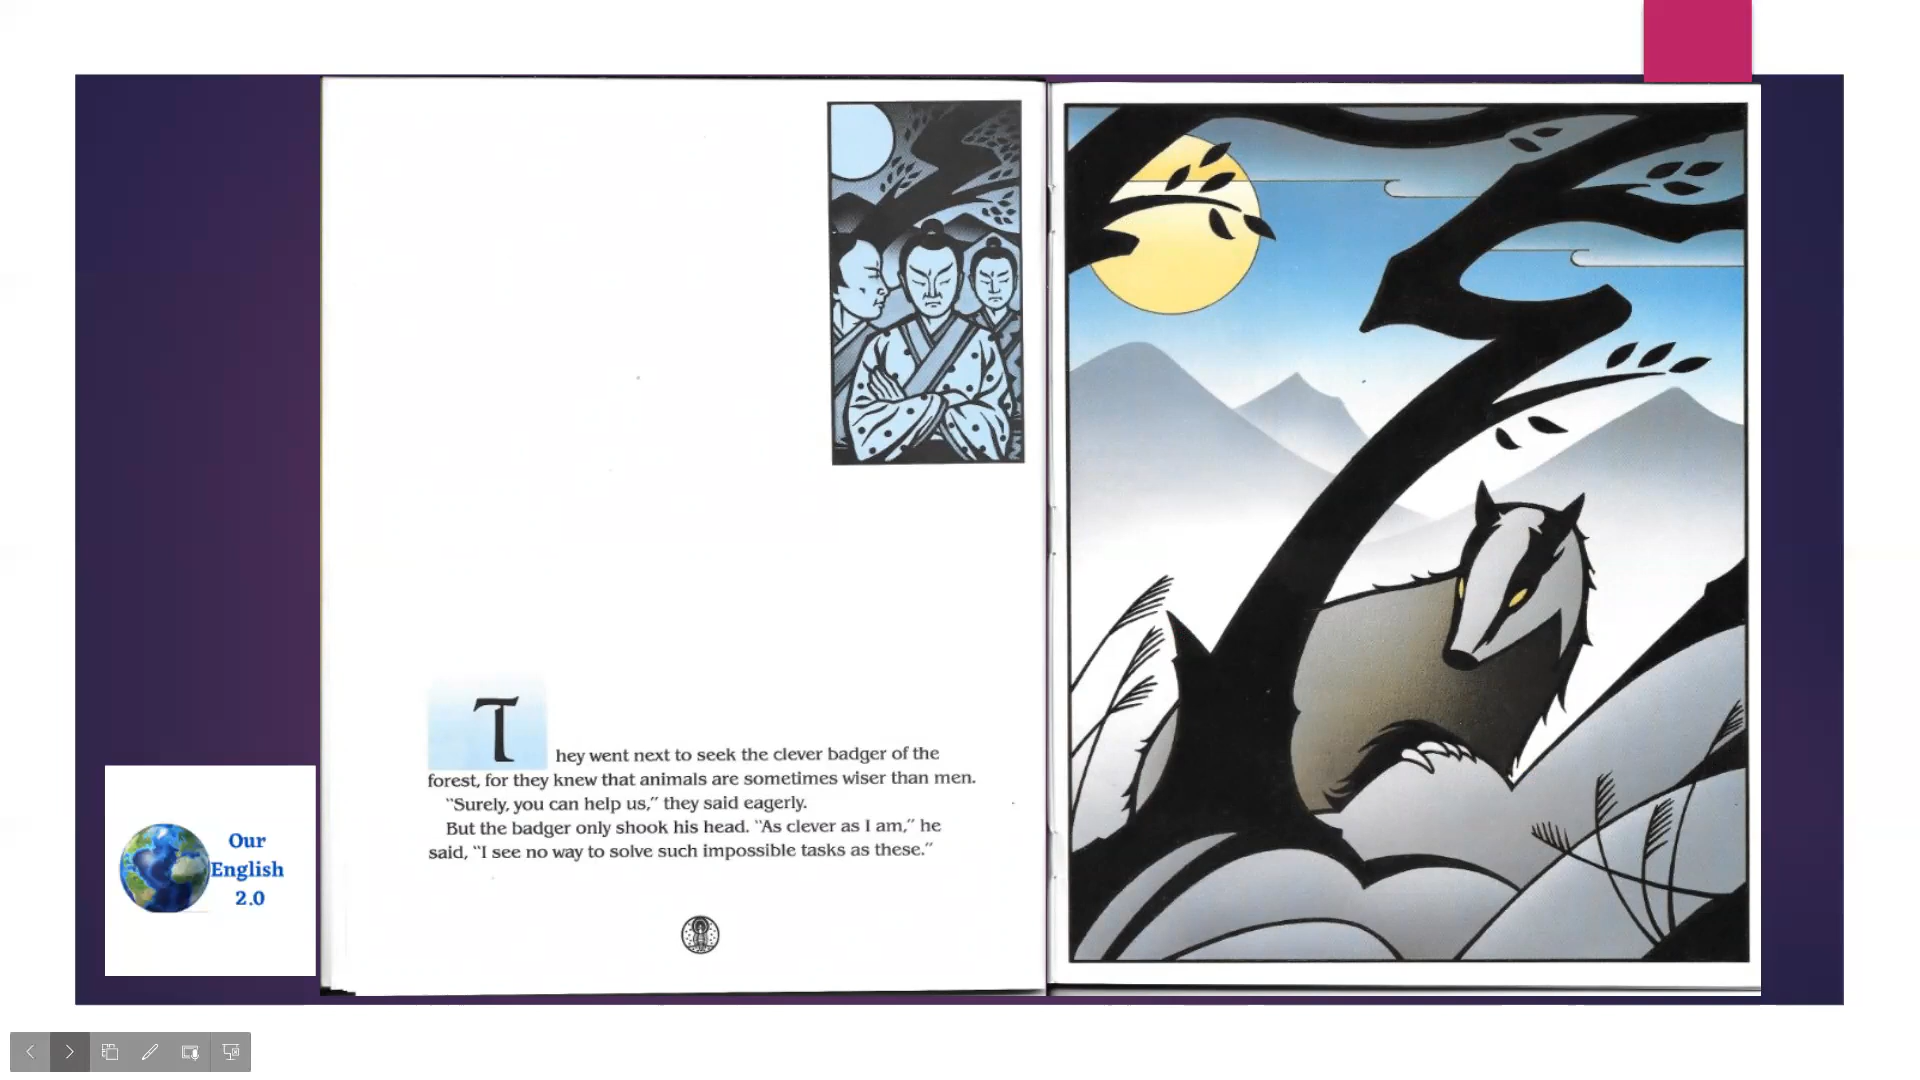 They went next to seek the clever badger of the
forest, for they knew that animals are sometimes wiser than men.
"Surely, you can help us," they said eagerly.
But the badger only shook his head. "As clever as I am," he
said, "I see no way to solve such impossible tasks as these."
Our
English
2.0